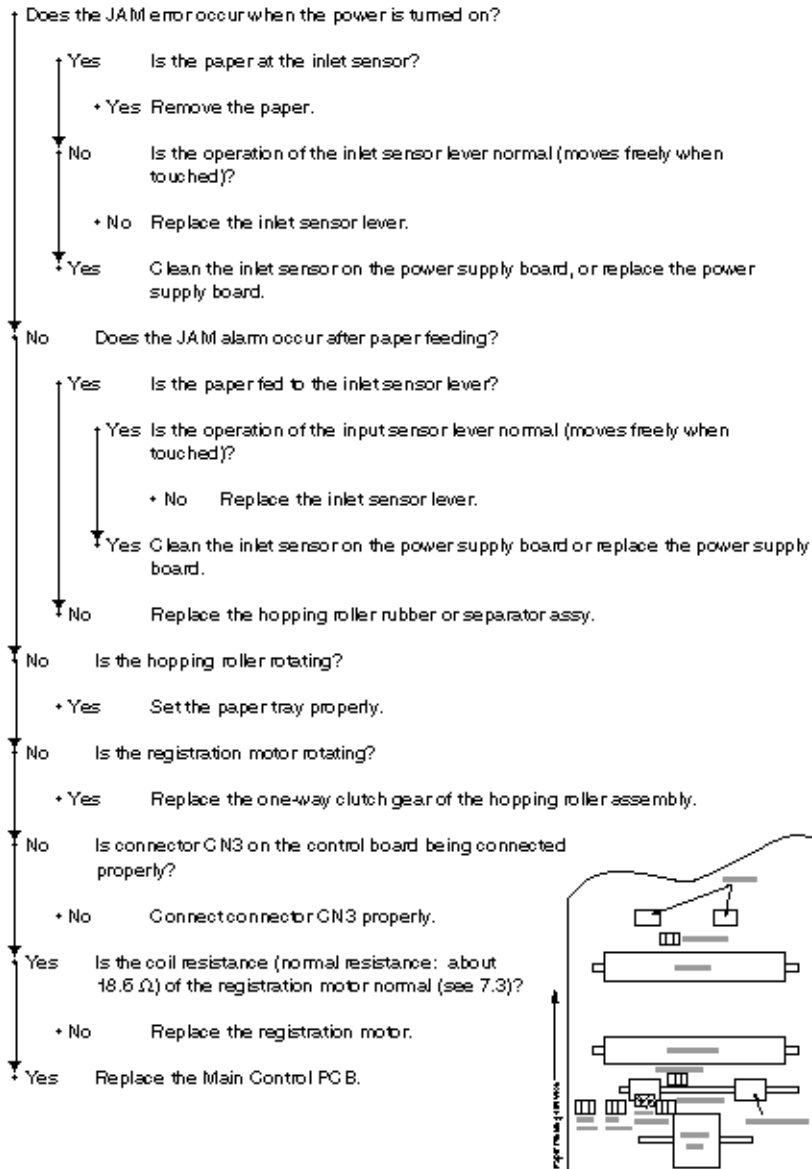 • Does the JAM error occur when the power is turned on?
• Yes Is the paper at the inlet sensor?
• Yes Remove the paper.
• No Is the operation of the inlet sensor lever normal (moves freely when
touched)?
• No Replace the inlet sensor lever.
• Yes Clean the inlet sensor on the power supply board, or replace the power
supply board.
• No Does the JAM alarm occur after paper feeding?
• Yes Is the paper fed to the inlet sensor lever?
• Yes Is the operation of the input sensor lever normal (moves freely when
touched)?
• No Replace the inlet sensor lever.
• Yes Clean the inlet sensor on the power supply board or replace the power supply
board.
• No Replace the hopping roller rubber or separator assy.
• No Is the hopping roller rotating?
• Yes Set the paper tray properly.
• No Is the registration motor rotating?
• Yes Replace the one-way clutch gear of the hopping roller assembly.
• No Is connector CN3 on the control board being connected
properly?
• No Connect connector CN3 properly.
• Yes Is the coil resistance (normal resistance: about
18.6 Ω) of the registration motor normal (see 7.3)?
• No Replace the registration motor.
• Yes Replace the Main Control PCB.